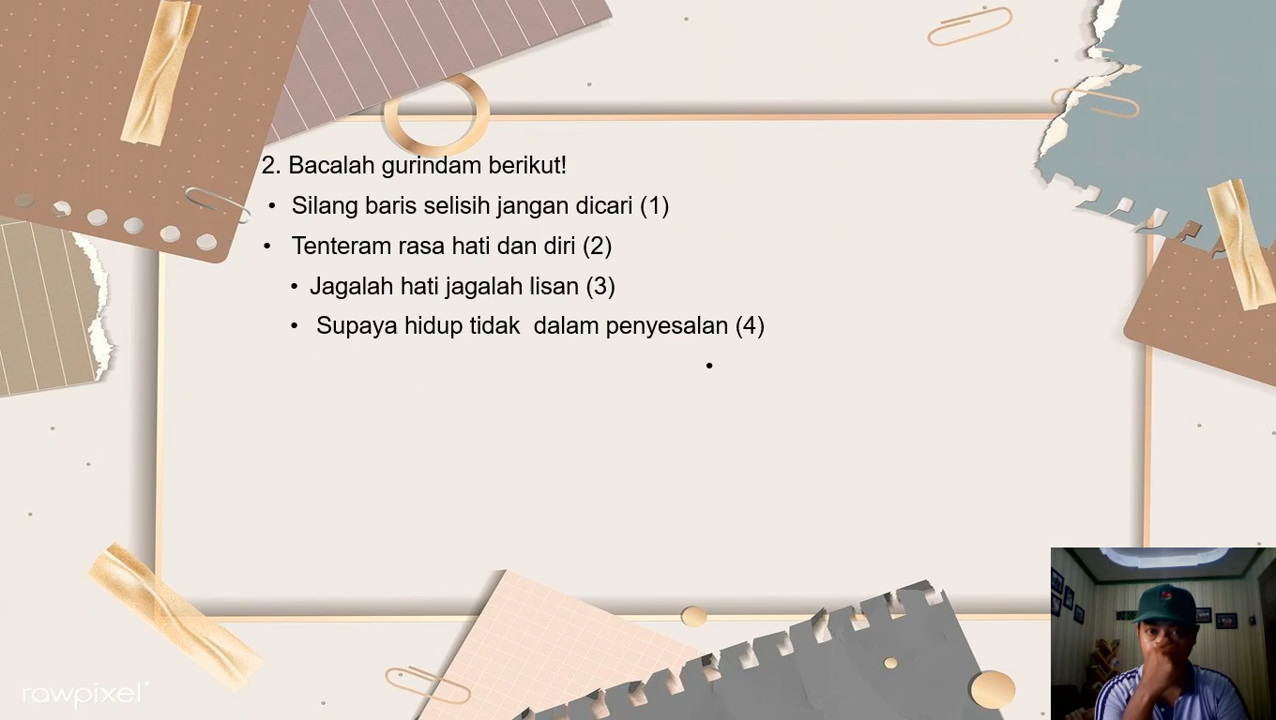 2. Bacalah gurindam berikut!
• Silang baris selisih jangan dicari (1)
• Tenteram rasa hati dan diri (2)
• Jagalah hati jagalah lisan (3)
• Supaya hidup tidak  dalam penyesalan (4)
•
rawpixel